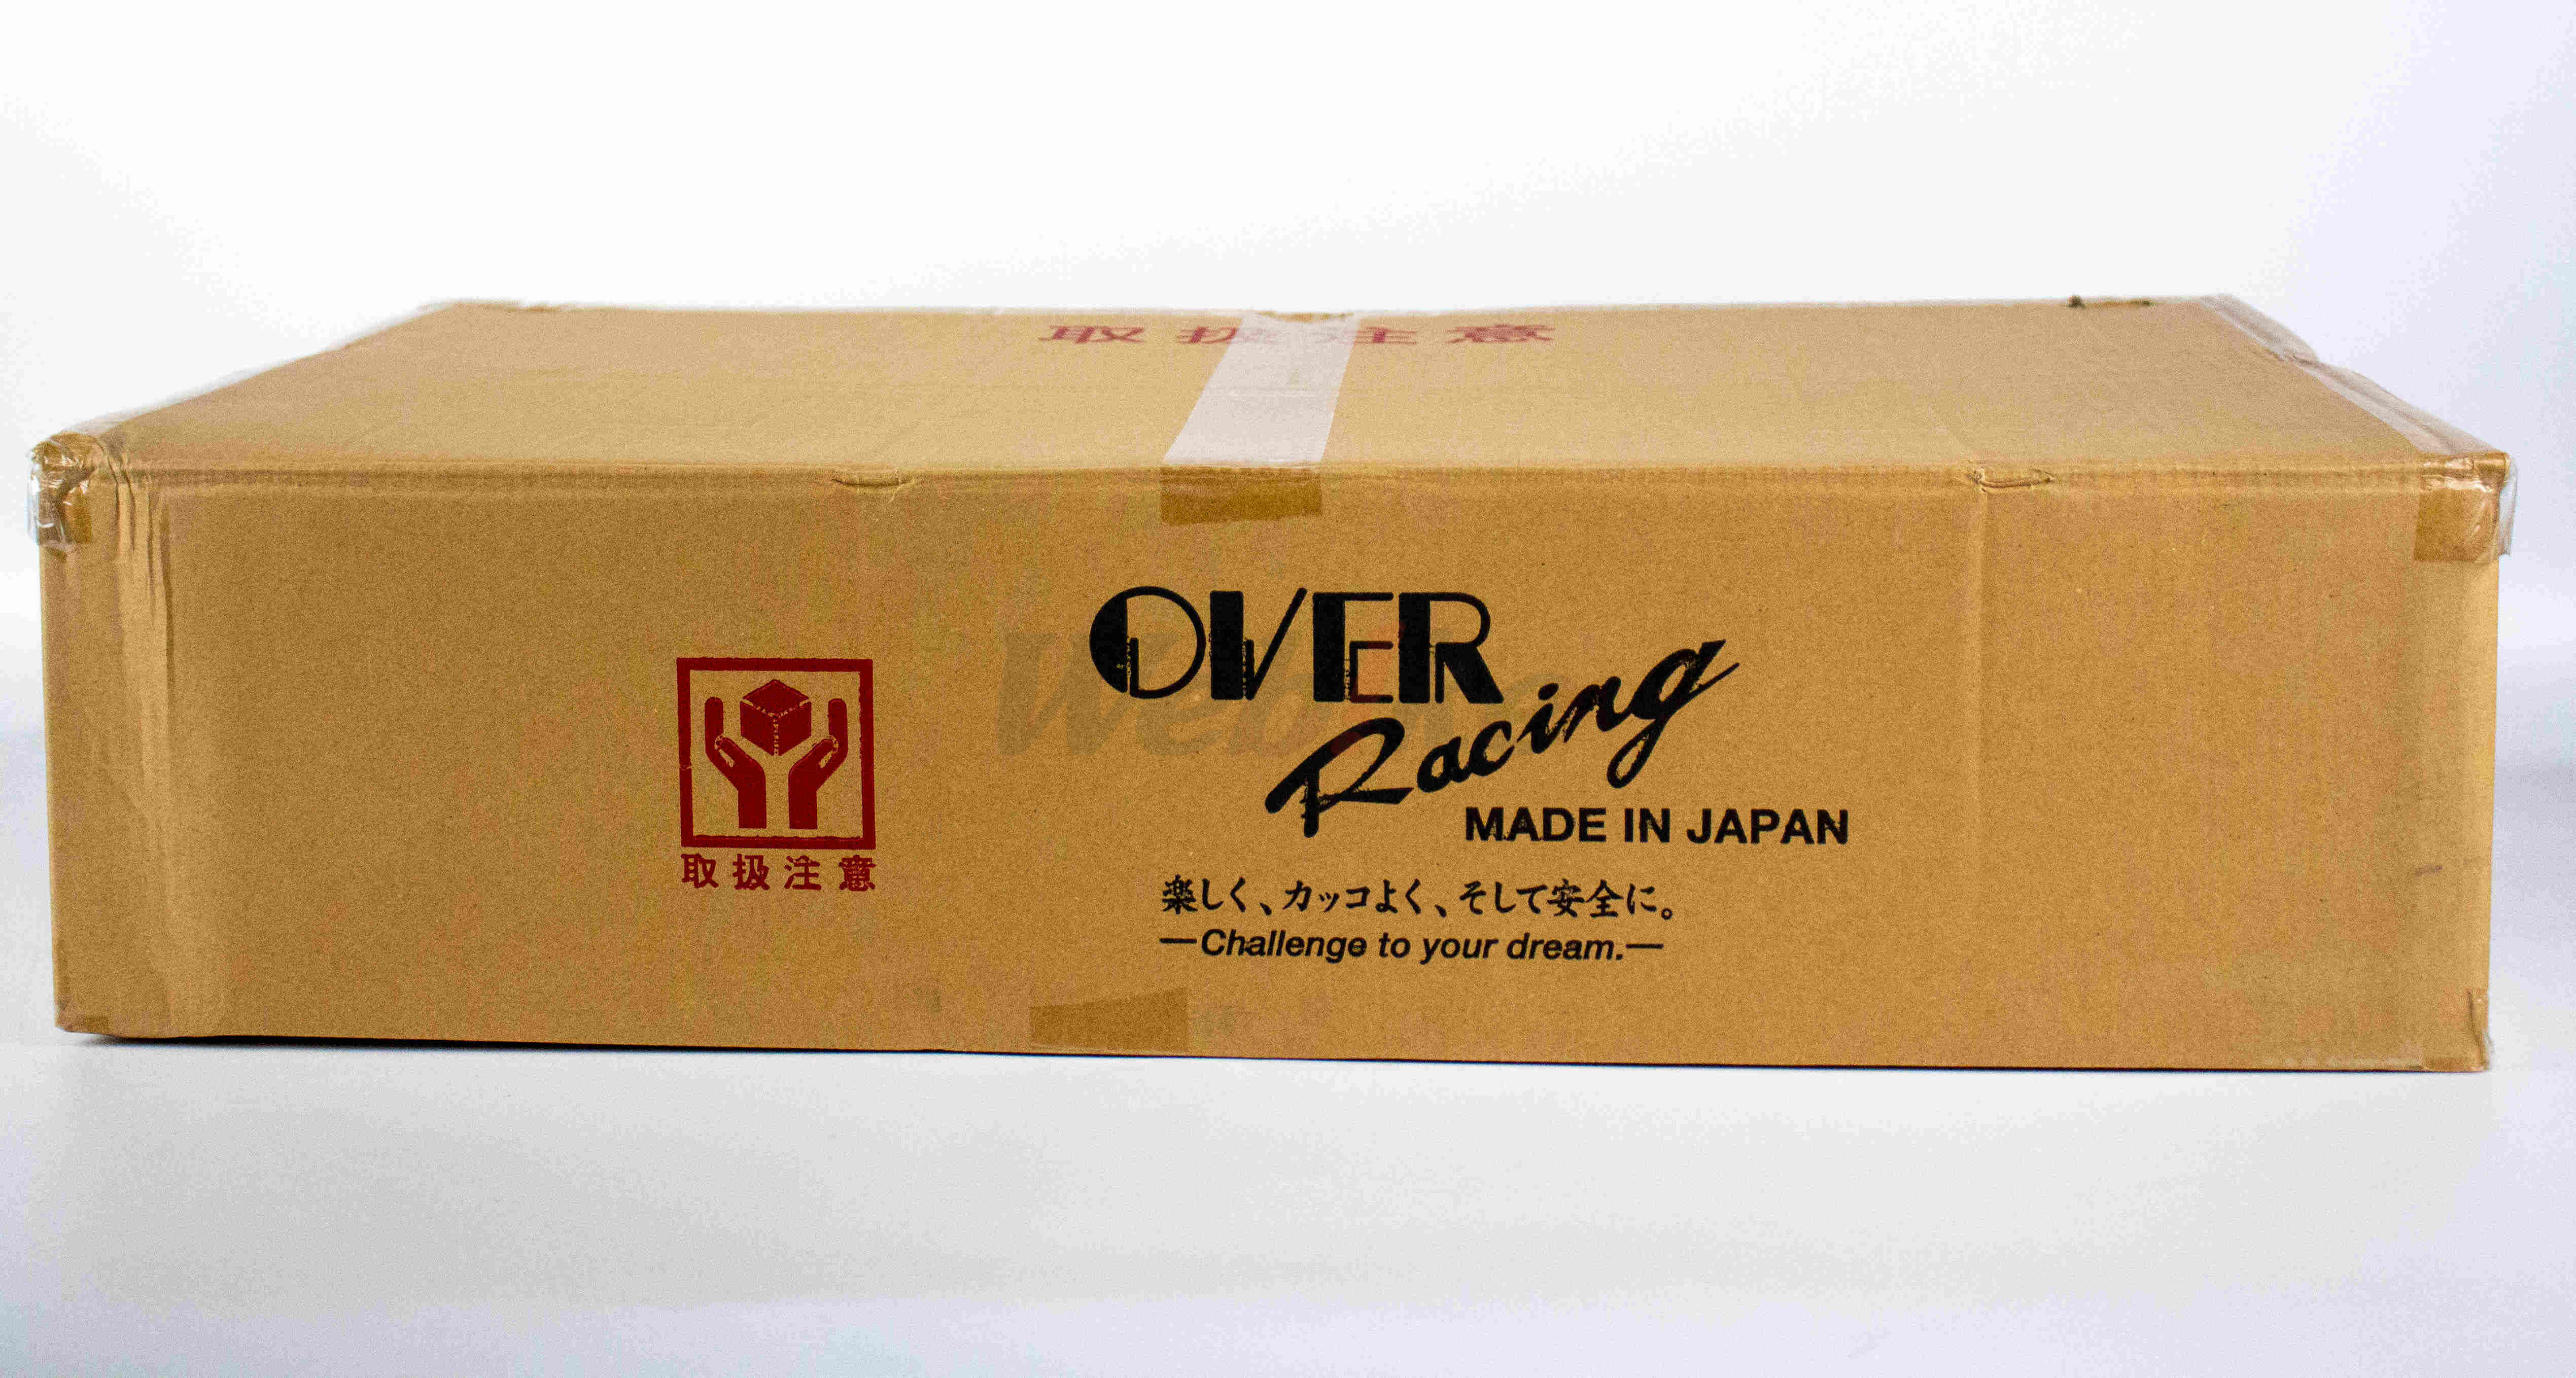 取扱注意
OVER
Racing
MADE IN JAPAN
取扱注意
楽しく、カッコよく、そして安全に。
—Challenge to your dream.—